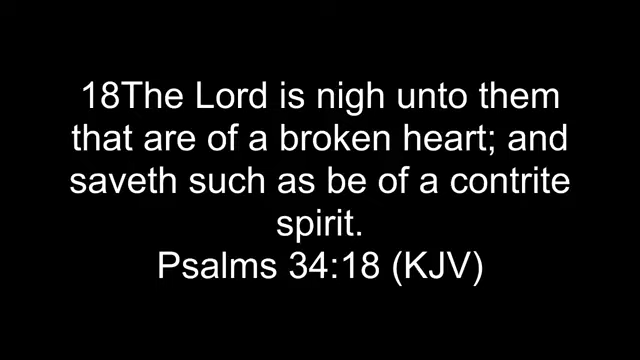 18The Lord is nigh unto them
that are of a broken heart; and
saveth such as be of a contrite
spirit.
Psalms 34:18 (KJV)